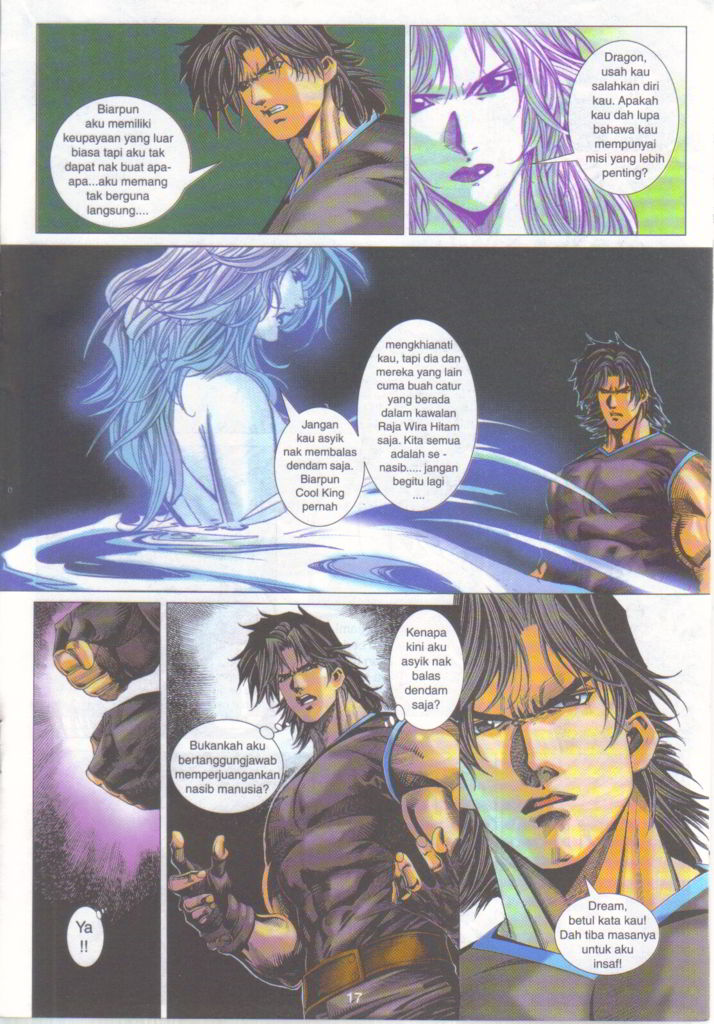 Biarpun
aku memiliki
keupayaan yang luar
biasa tapi aku tak
dapat nak buat apa-
apa...aku memang
tak berguna
langsung....
Dragon,
usah kau
salahkan diri
kau. Apakah
kau dah lupa
bahawa kau
mempunyai
misi yang lebih
penting?
Jangan
kau asyik
nak membalas
dendam saja.
Biarpun
Cool King
pernah
mengkhianati
kau, tapi dia dan
mereka yang lain
cuma buah catur
yang berada
dalam kawalan
Raja Wira Hitam
saja. Kita semua
adalah se -
nasib..... jangan
begitu lagi
....
Ya
!!
Bukankah aku
bertanggungjawab
memperjuangankan
nasib manusia?
Kenapa
kini aku
asyik nak
balas
dendam
saja?
Dream,
betul kata kau!
Dah tiba masanya
untuk aku
insaf!
17